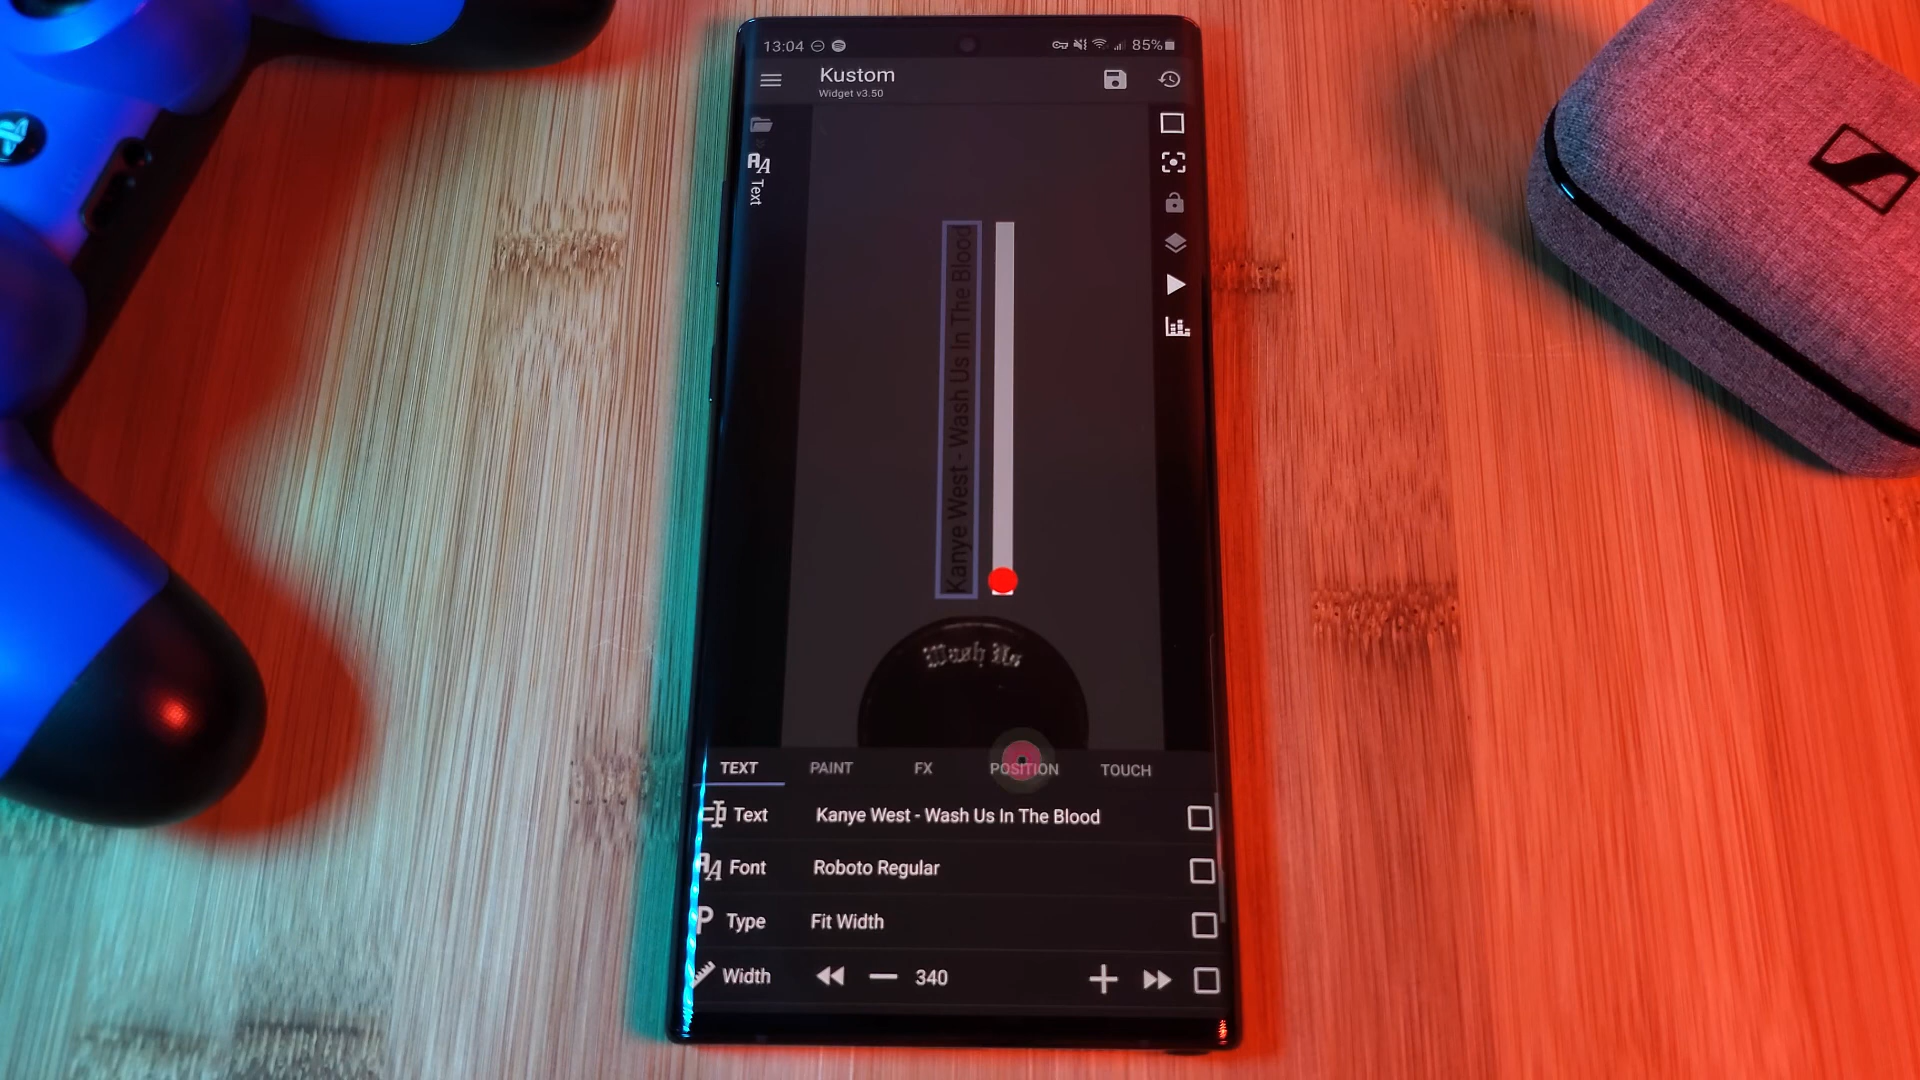 13:04
85%
Kustom
Widget v3.50
Text
Kanye West - Wash Us In The Blood
Wash Us
TEXT PAINT FX POSITION TOUCH
Text Kanye West - Wash Us In The Blood
Font Roboto Regular
Type Fit Width
Width 340